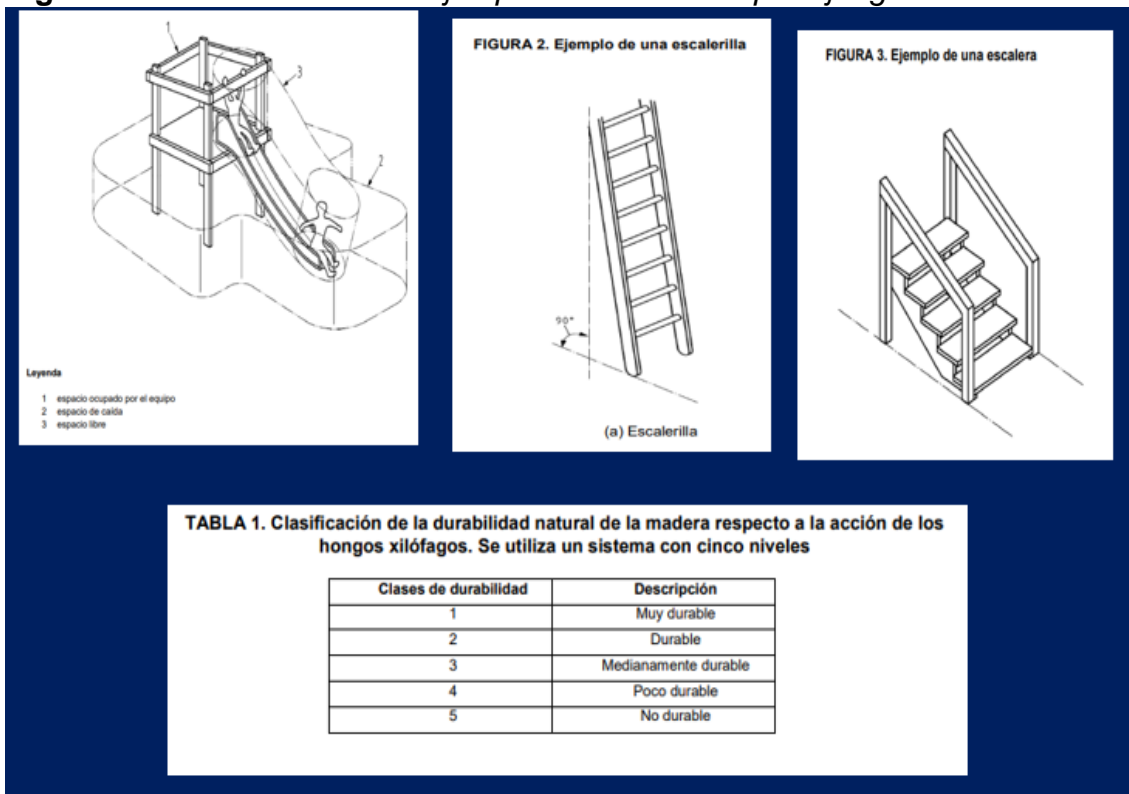 1
3
2
Leyenda
1 espacio ocupado por el equipo
2 espacio de caída
3 espacio libre
FIGURA 2. Ejemplo de una escalerilla
90°
(a) Escalerilla
FIGURA 3. Ejemplo de una escalera
TABLA 1. Clasificación de la durabilidad natural de la madera respecto a la acción de los
hongos xilófagos. Se utiliza un sistema con cinco niveles
Clases de durabilidad Descripción
1 Muy durable
2 Durable
3 Medianamente durable
4 Poco durable
5 No durable